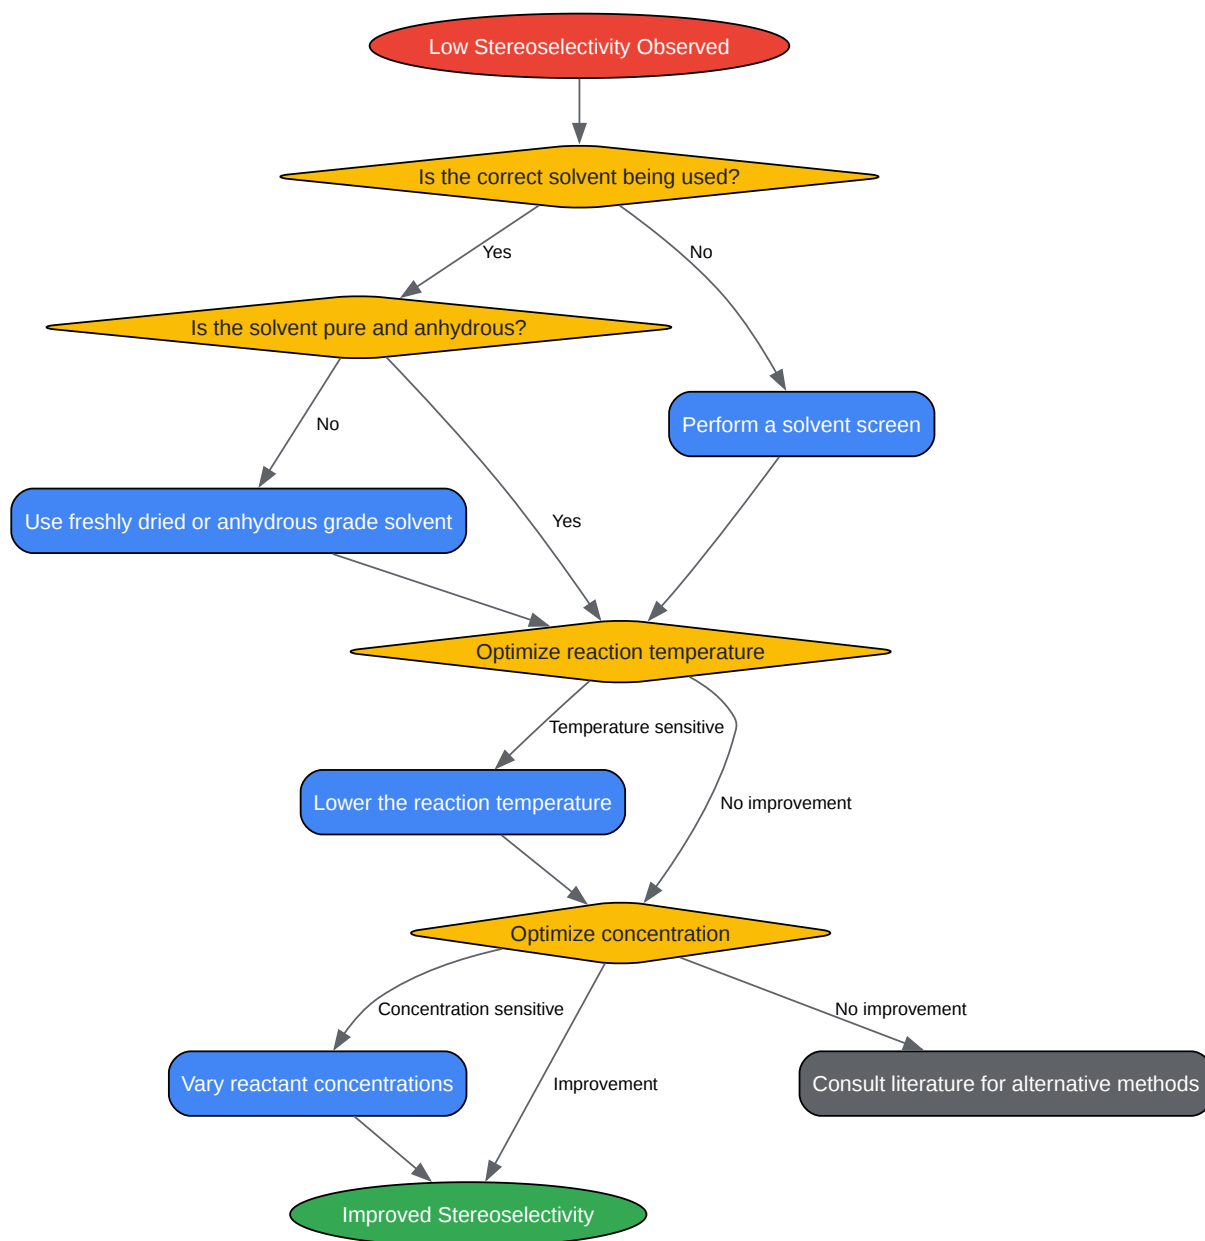 Low Stereoselectivity Observed
Is the correct solvent being used?
Yes
No
Is the solvent pure and anhydrous?
Perform a solvent screen
No
Use freshly dried or anhydrous grade solvent
Yes
Optimize reaction temperature
Temperature sensitive
Lower the reaction temperature
No improvement
Optimize concentration
Concentration sensitive
No improvement
Vary reactant concentrations
Improvement
Consult literature for alternative methods
Improved Stereoselectivity